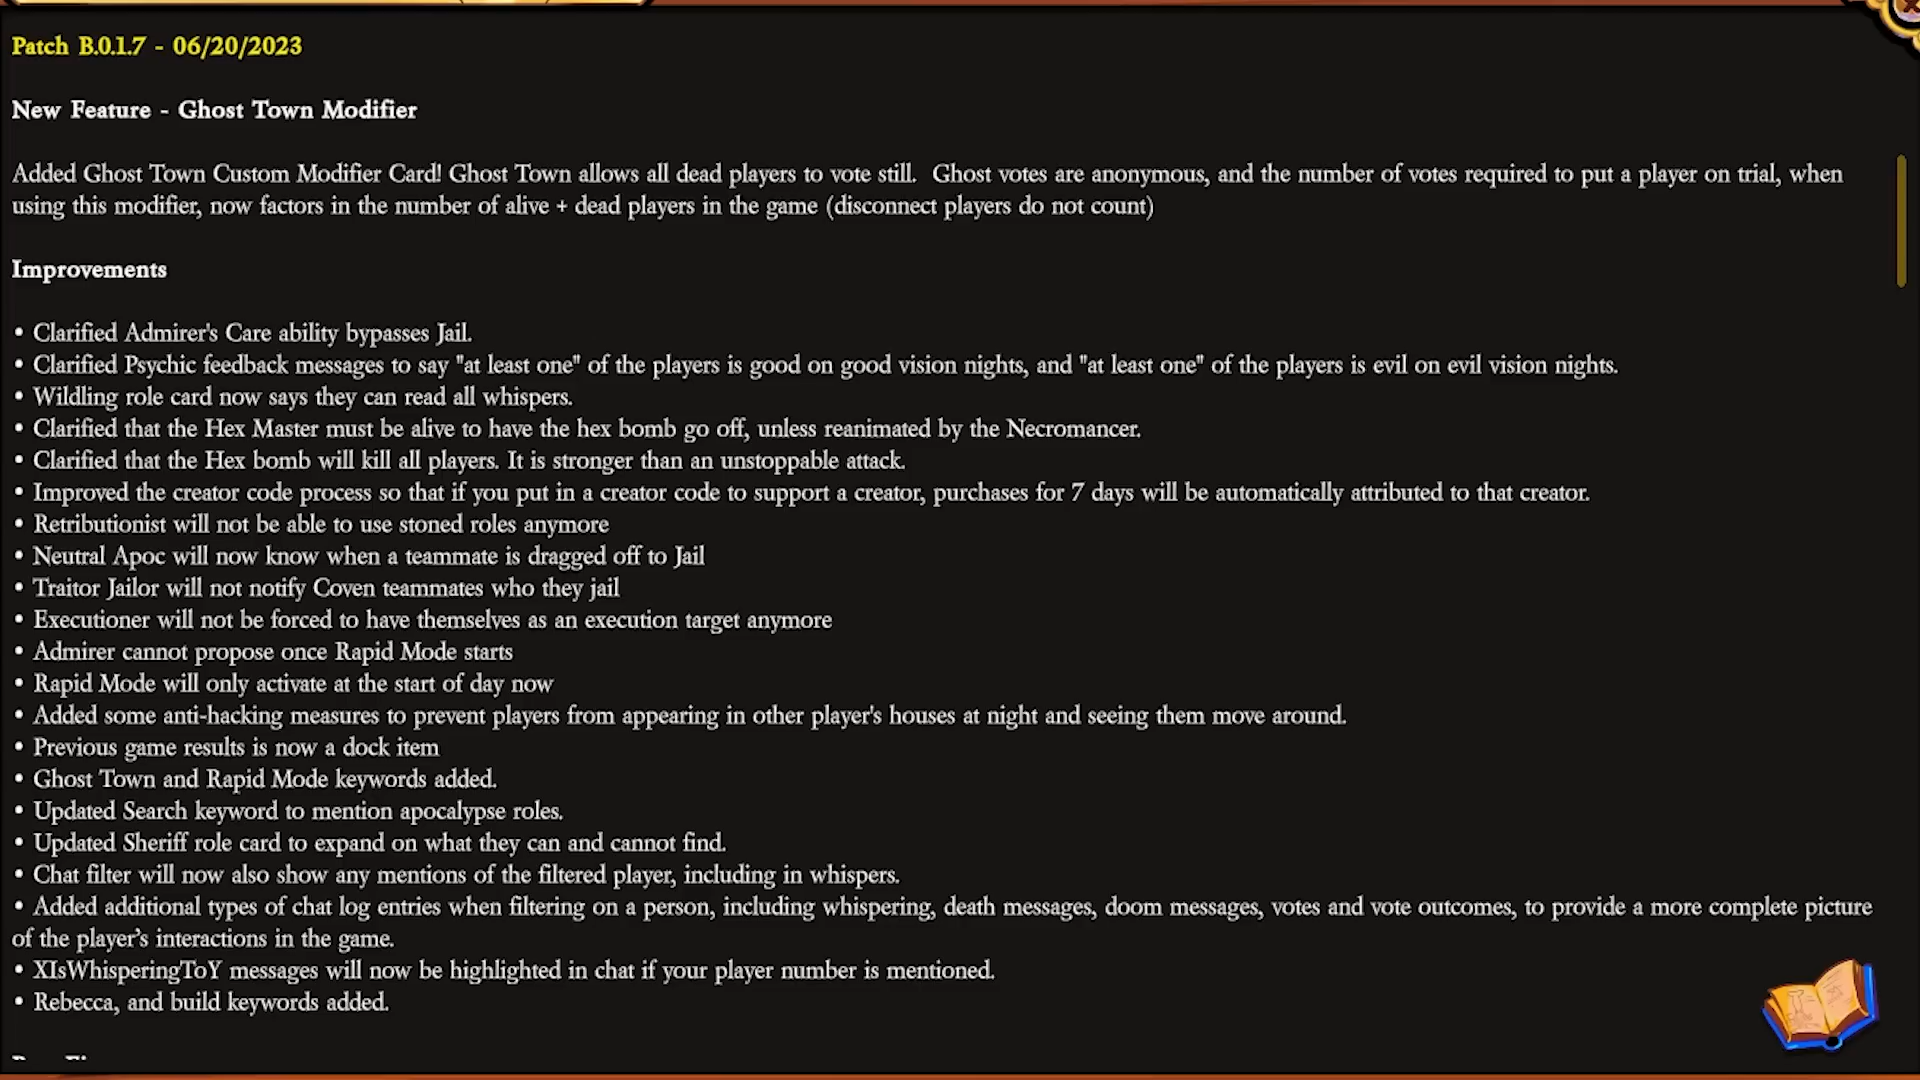 Patch B.0.1.7 - 06/20/2023
New Feature - Ghost Town Modifier
Added Ghost Town Custom Modifier Card! Ghost Town allows all dead players to vote still.  Ghost votes are anonymous, and the number of votes required to put a player on trial, when
using this modifier, now factors in the number of alive + dead players in the game (disconnect players do not count)
Improvements
• Clarified Admirer's Care ability bypasses Jail.
• Clarified Psychic feedback messages to say "at least one" of the players is good on good vision nights, and "at least one" of the players is evil on evil vision nights.
• Wildling role card now says they can read all whispers.
• Clarified that the Hex Master must be alive to have the hex bomb go off, unless reanimated by the Necromancer.
• Clarified that the Hex bomb will kill all players. It is stronger than an unstoppable attack.
• Improved the creator code process so that if you put in a creator code to support a creator, purchases for 7 days will be automatically attributed to that creator.
• Retributionist will not be able to use stoned roles anymore
• Neutral Apoc will now know when a teammate is dragged off to Jail
• Traitor Jailor will not notify Coven teammates who they jail
• Executioner will not be forced to have themselves as an execution target anymore
• Admirer cannot propose once Rapid Mode starts
• Rapid Mode will only activate at the start of day now
• Added some anti-hacking measures to prevent players from appearing in other player's houses at night and seeing them move around.
• Previous game results is now a dock item
• Ghost Town and Rapid Mode keywords added.
• Updated Search keyword to mention apocalypse roles.
• Updated Sheriff role card to expand on what they can and cannot find.
• Chat filter will now also show any mentions of the filtered player, including in whispers.
• Added additional types of chat log entries when filtering on a person, including whispering, death messages, doom messages, votes and vote outcomes, to provide a more complete picture
of the player’s interactions in the game.
• XIsWhisperingToY messages will now be highlighted in chat if your player number is mentioned.
• Rebecca, and build keywords added.